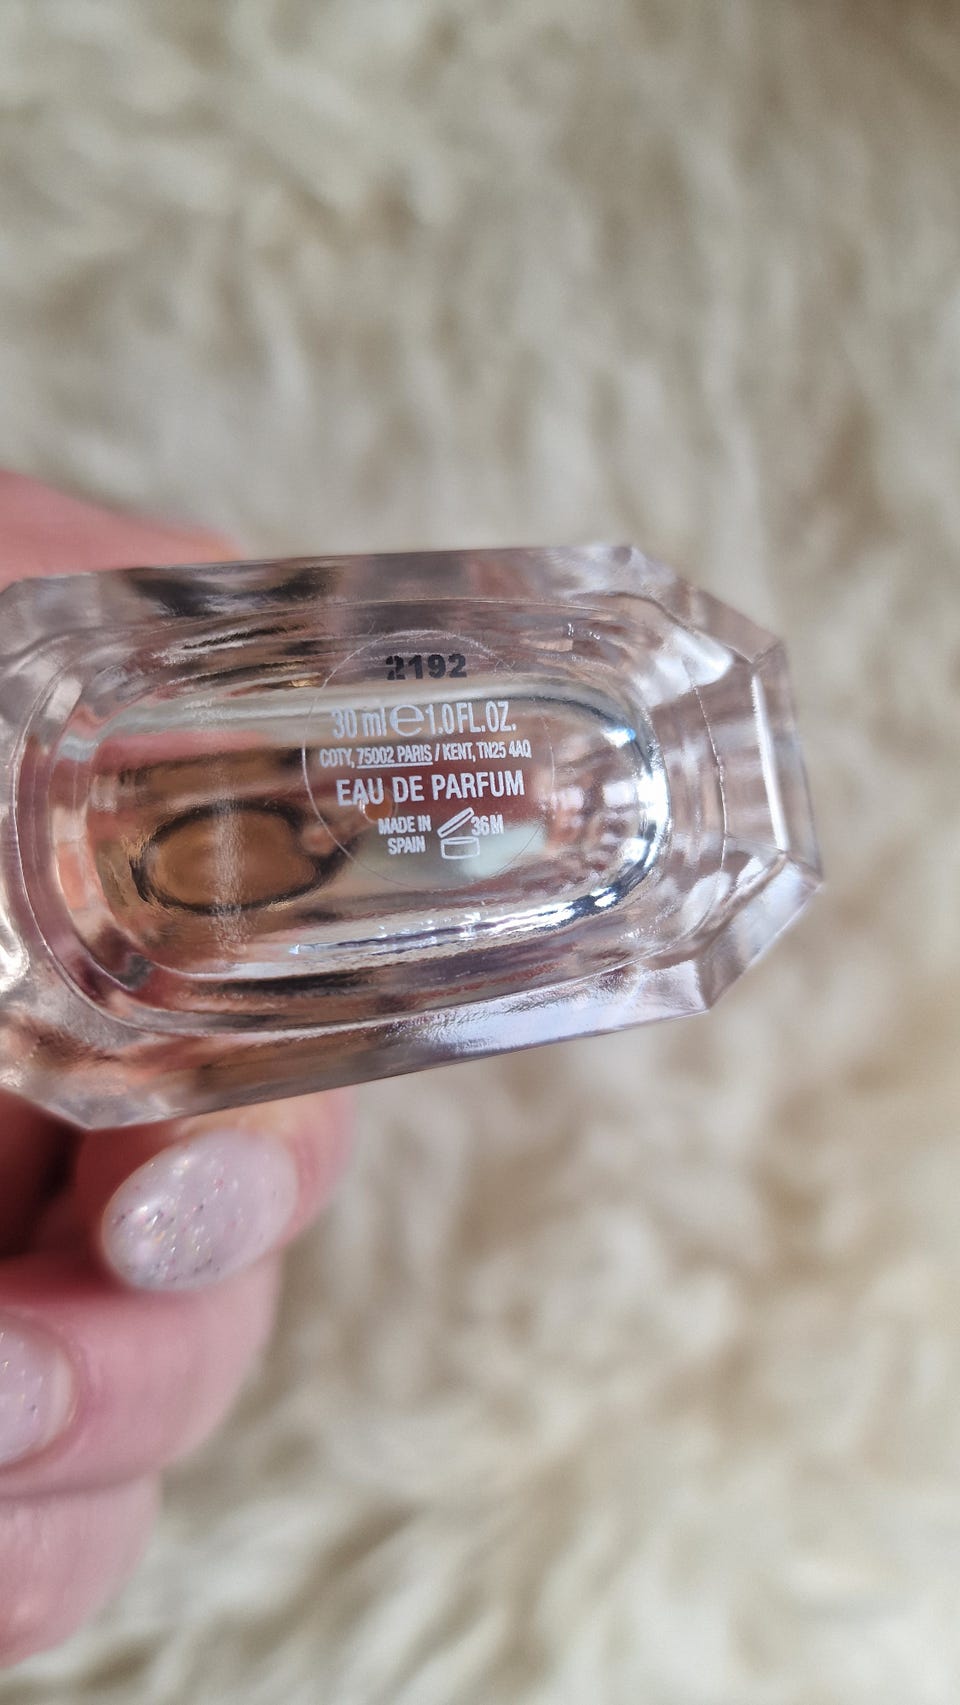 2192
30 ml e 1.0 FL.OZ.
COTY, 75002 PARIS / KENT, TN25 4AQ
EAU DE PARFUM
MADE IN
SPAIN
36 M